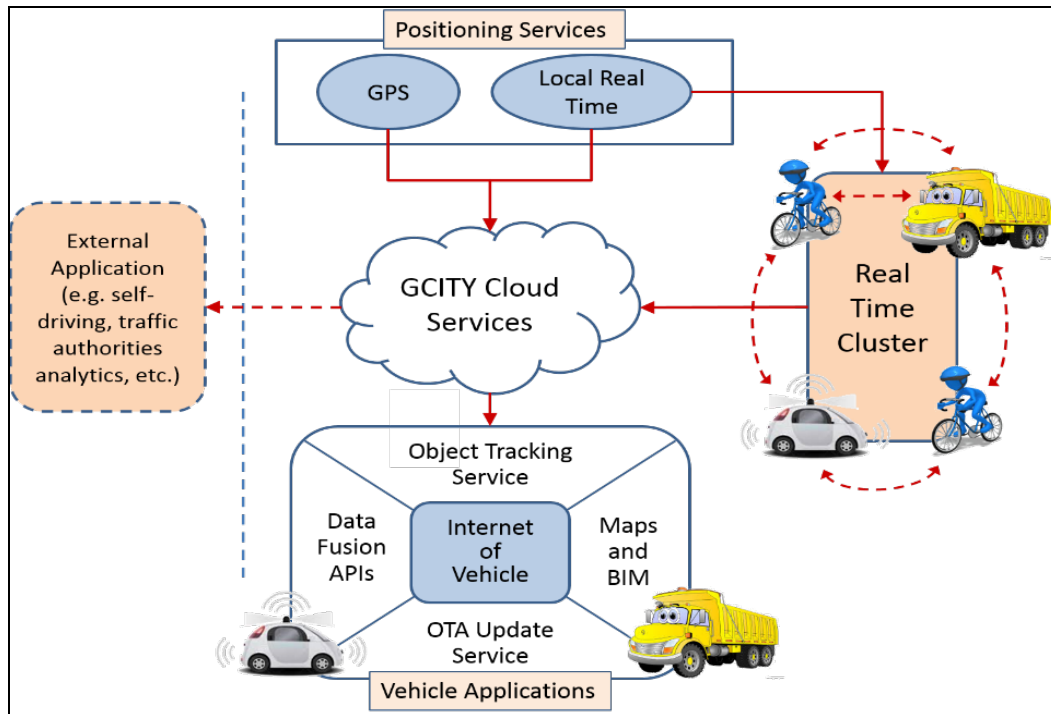 Positioning Services
GPS
Local Real
Time
External
Application
(e.g. self-
driving, traffic
authorities
analytics, etc.)
GCITY Cloud
Services
Real
Time
Cluster
Object Tracking
Service
Data
Fusion
APIs
Internet
of
Vehicle
Maps
and
BIM
OTA Update
Service
Vehicle Applications